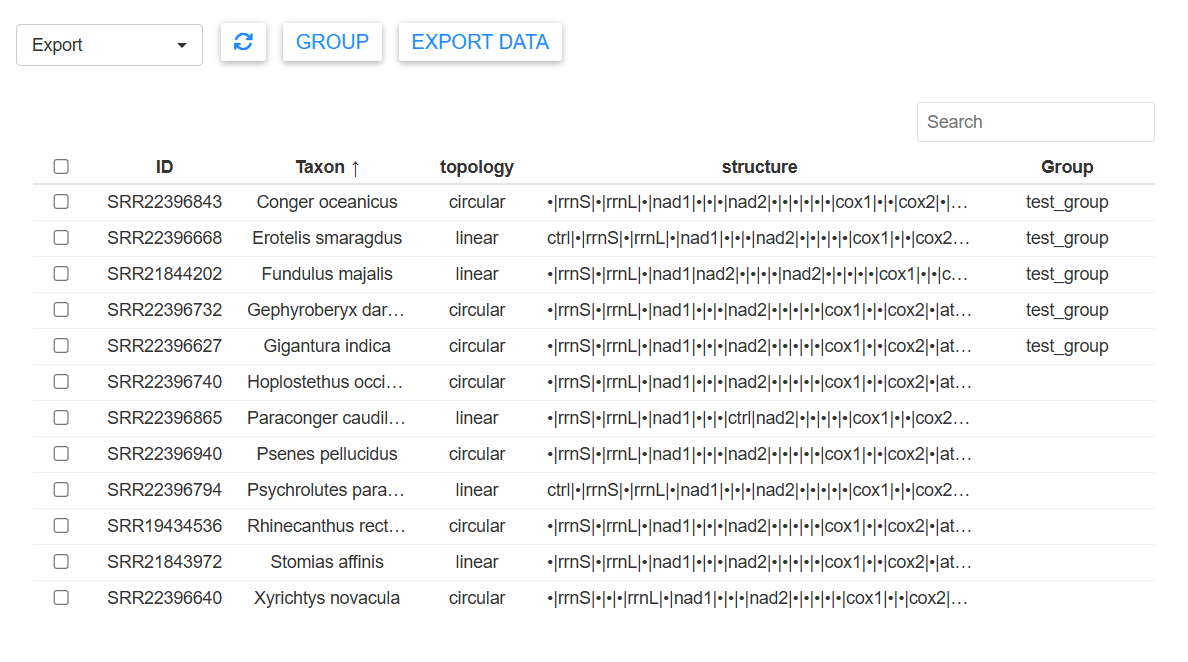 Export GROUP EXPORT DATA
Search
ID Taxon ↑ topology structure Group
SRR22396843 Conger oceanicus circular •|rrnS|•|rrnL|•|nad1|•|•|•|nad2|•|•|•|•|•|•|cox1|•|•|cox2|•|… test_group
SRR22396668 Erotelis smaragdus linear ctrl|•|rrnS|•|rrnL|•|nad1|•|•|•|nad2|•|•|•|•|•|cox1|•|•|cox2… test_group
SRR21844202 Fundulus majalis linear •|rrnS|•|rrnL|•|nad1|nad2|•|•|•|•|nad2|•|•|•|•|•|cox1|•|•|c… test_group
SRR22396732 Gephyroberyx dar… circular •|rrnS|•|rrnL|•|nad1|•|•|•|nad2|•|•|•|•|•|cox1|•|•|cox2|•|at… test_group
SRR22396627 Gigantura indica circular •|rrnS|•|rrnL|•|nad1|•|•|•|nad2|•|•|•|•|•|cox1|•|•|cox2|•|at… test_group
SRR22396740 Hoplostethus occi… circular •|rrnS|•|rrnL|•|nad1|•|•|•|nad2|•|•|•|•|•|cox1|•|•|cox2|•|at…
SRR22396865 Paraconger caudil… linear •|rrnS|•|rrnL|•|nad1|•|•|•|ctrl|nad2|•|•|•|•|•|cox1|•|•|cox2…
SRR22396940 Psenes pellucidus circular •|rrnS|•|rrnL|•|nad1|•|•|•|nad2|•|•|•|•|•|cox1|•|•|cox2|•|at…
SRR22396794 Psychrolutes para… linear ctrl|•|rrnS|•|rrnL|•|nad1|•|•|•|nad2|•|•|•|•|•|cox1|•|•|cox2…
SRR19434536 Rhinecanthus rect… circular •|rrnS|•|rrnL|•|nad1|•|•|•|nad2|•|•|•|•|•|cox1|•|•|cox2|•|at…
SRR21843972 Stomias affinis linear •|rrnS|•|rrnL|•|nad1|•|•|•|nad2|•|•|•|•|•|cox1|•|•|cox2|•|at…
SRR22396640 Xyrichtys novacula circular •|rrnS|•|•|•|rrnL|•|nad1|•|•|•|nad2|•|•|•|•|•|cox1|•|•|cox2|…